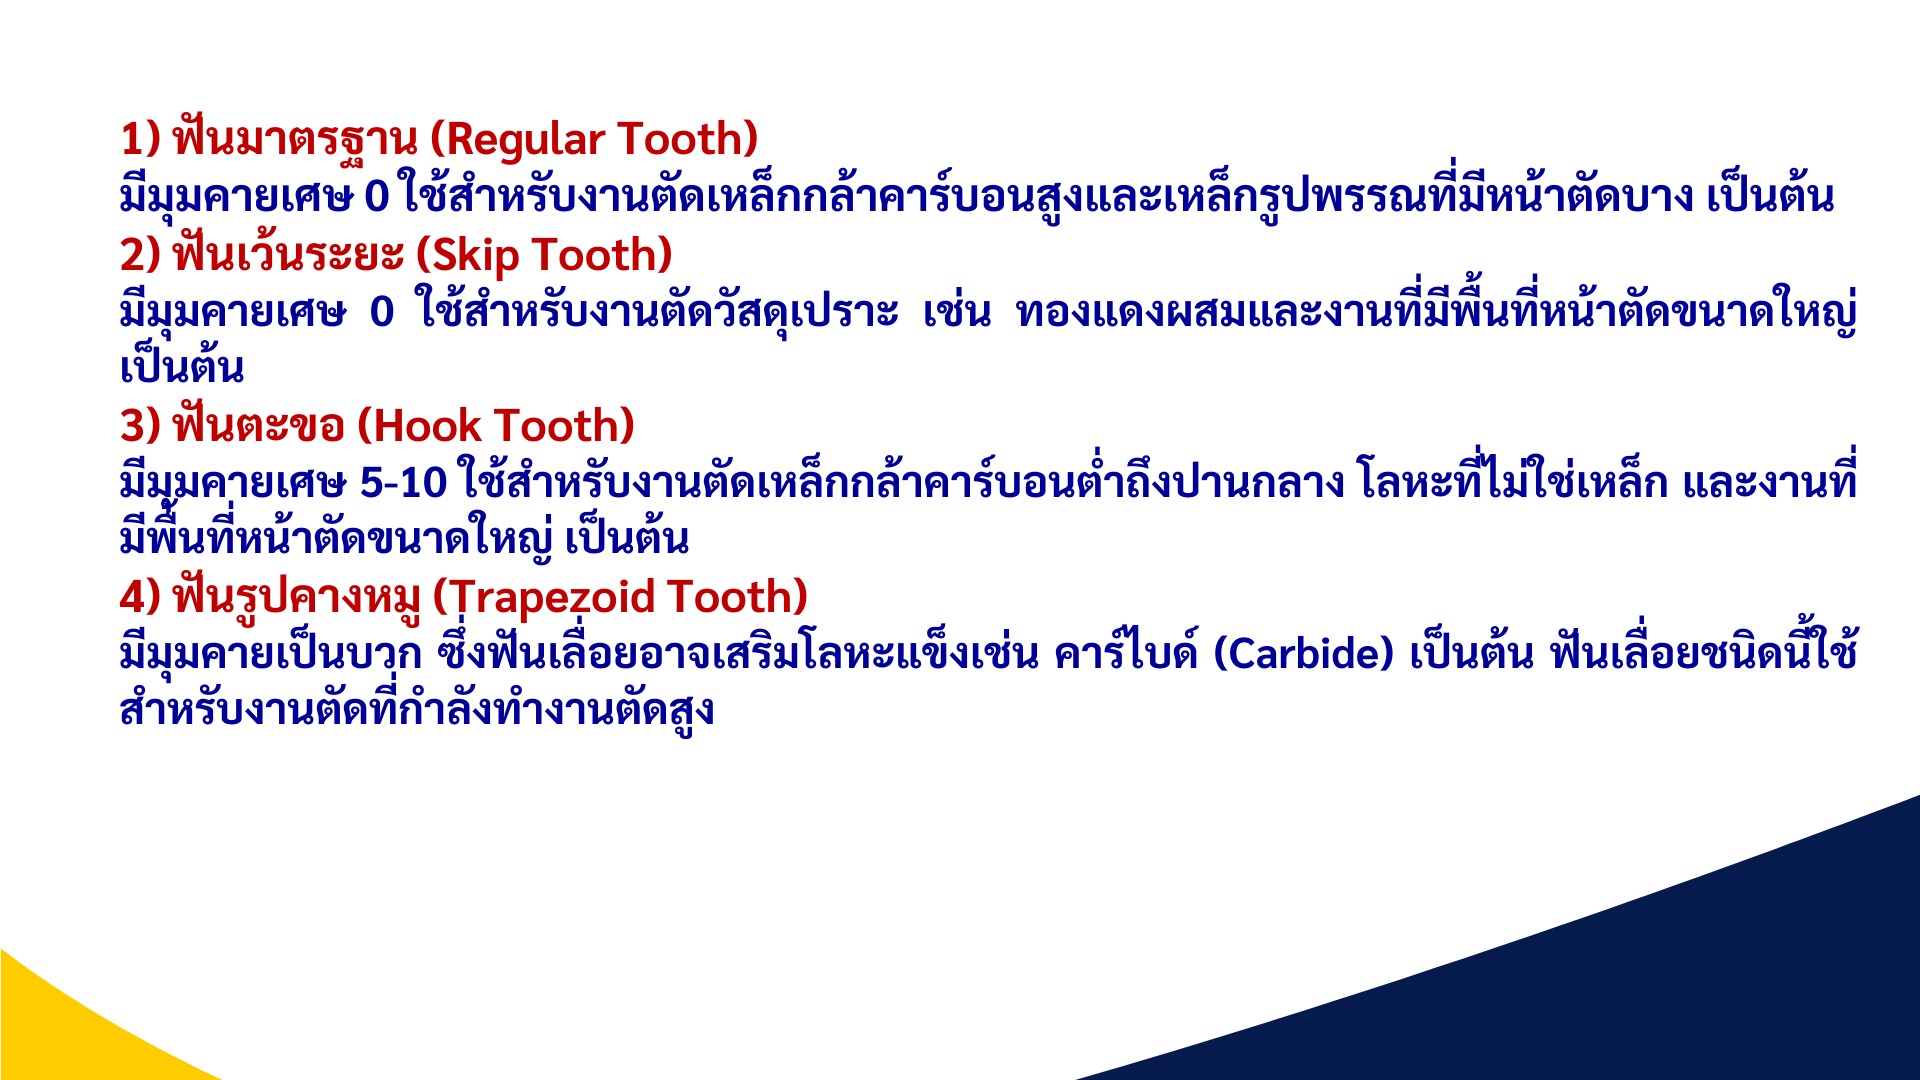 1) ฟันมาตรฐาน (Regular Tooth)
มีมุมคายเศษ 0 ใช้สำหรับงานตัดเหล็กกล้าคาร์บอนสูงและเหล็กรูปพรรณที่มีหน้าตัดบาง เป็นต้น
2) ฟันเว้นระยะ (Skip Tooth)
มีมุมคายเศษ 0 ใช้สำหรับงานตัดวัสดุเปราะ เช่น ทองแดงผสมและงานที่มีพื้นที่หน้าตัดขนาดใหญ่
เป็นต้น
3) ฟันตะขอ (Hook Tooth)
มีมุมคายเศษ 5-10 ใช้สำหรับงานตัดเหล็กกล้าคาร์บอนต่ำถึงปานกลาง โลหะที่ไม่ใช่เหล็ก และงานที่
มีพื้นที่หน้าตัดขนาดใหญ่ เป็นต้น
4) ฟันรูปคางหมู (Trapezoid Tooth)
มีมุมคายเป็นบวก ซึ่งฟันเลื่อยอาจเสริมโลหะแข็งเช่น คาร์ไบด์ (Carbide) เป็นต้น ฟันเลื่อยชนิดนี้ใช้
สำหรับงานตัดที่กำลังทำงานตัดสูง